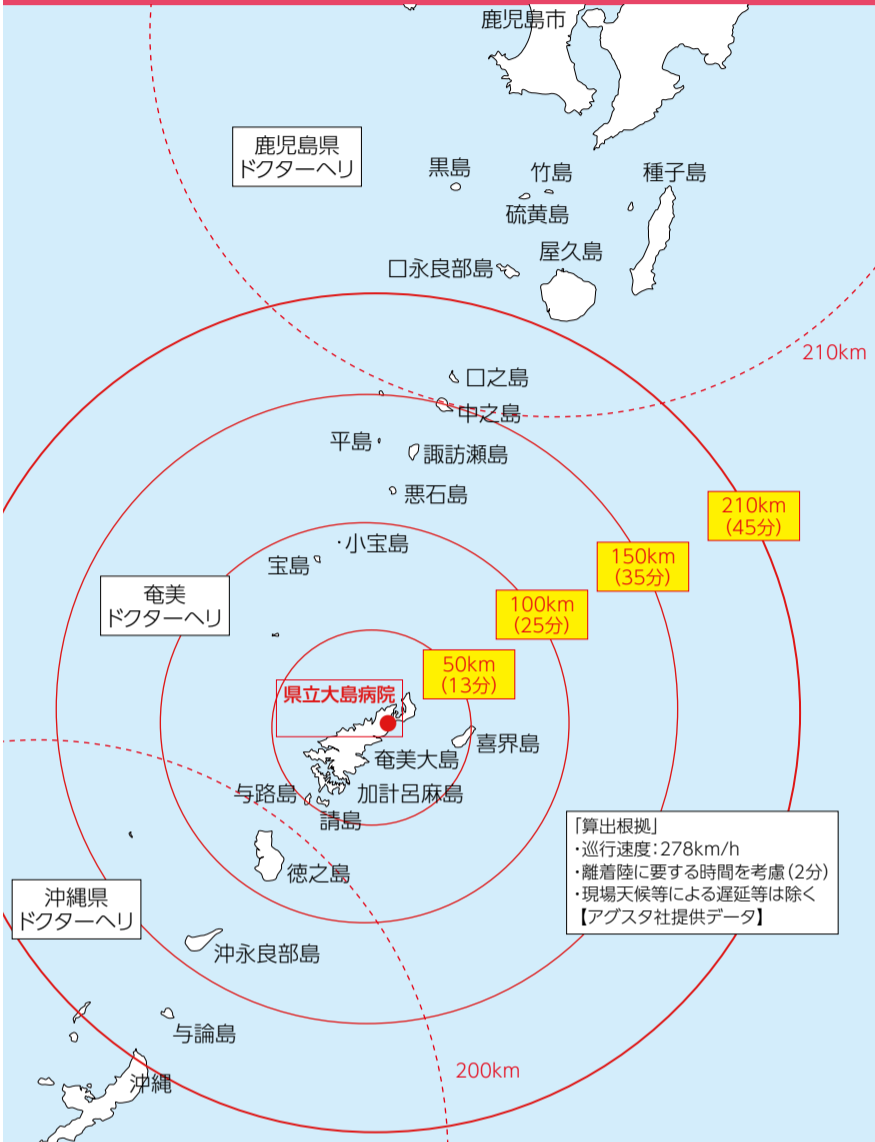 鹿児島市
鹿児島県
ドクターヘリ
黒島
竹島
種子島
硫黄島
屋久島
口永良部島
210km
口之島
中之島
平島
諏訪瀬島
悪石島
210km
(45分)
小宝島
宝島
150km
(35分)
奄美
ドクターヘリ
100km
(25分)
50km
(13分)
県立大島病院
喜界島
奄美大島
与路島
加計呂麻島
請島
「算出根拠」
・巡行速度：278km/h
・離着陸に要する時間を考慮（2分）
・現場天候等による遅延等は除く
【アグスタ社提供データ】
徳之島
沖縄県
ドクターヘリ
沖永良部島
与論島
200km
沖縄